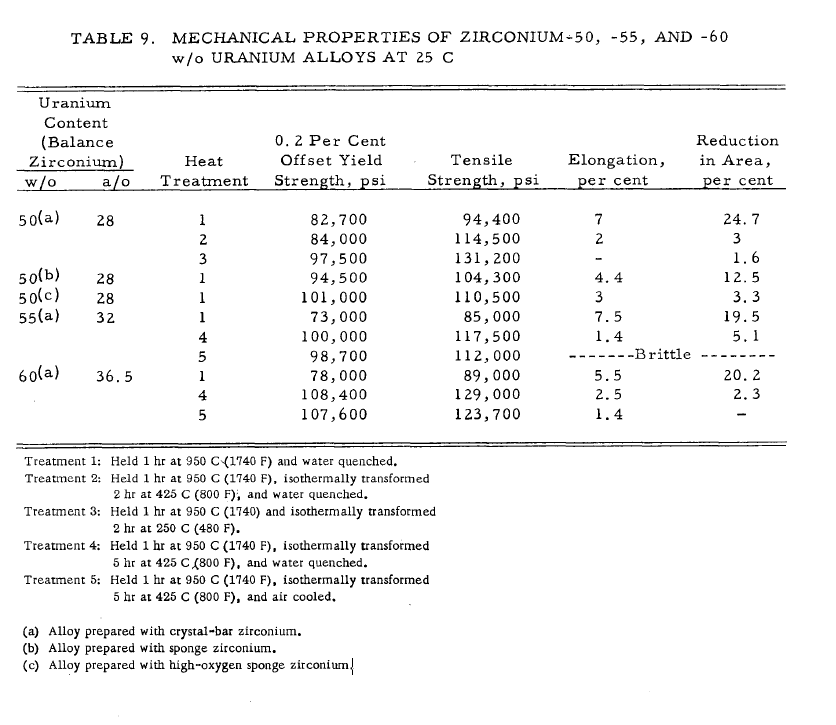 TABLE 9. MECHANICAL PROPERTIES OF ZIRCONIUM-50, -55, AND -60
w/o URANIUM ALLOYS AT 25 C
Uranium
Content
(Balance 0.2 Per Cent Reduction
Zirconium) Heat Offset Yield Tensile Elongation, in Area,
w/o a/o Treatment Strength, psi Strength, psi per cent per cent
50(a) 28 1 82,700 94,400 7 24.7
2 84,000 114,500 2 3
3 97,500 131,200 - 1.6
50(b) 28 1 94,500 104,300 4.4 12.5
50(c) 28 1 101,000 110,500 3 3.3
55(a) 32 1 73,000 85,000 7.5 19.5
4 100,000 117,500 1.4 5.1
5 98,700 112,000 -------Brittle --------
60(a) 36.5 1 78,000 89,000 5.5 20.2
4 108,400 129,000 2.5 2.3
5 107,600 123,700 1.4 -
Treatment 1: Held 1 hr at 950 C (1740 F) and water quenched.
Treatment 2: Held 1 hr at 950 C (1740 F), isothermally transformed
2 hr at 425 C (800 F), and water quenched.
Treatment 3: Held 1 hr at 950 C (1740) and isothermally transformed
2 hr at 250 C (480 F).
Treatment 4: Held 1 hr at 950 C (1740 F), isothermally transformed
5 hr at 425 C (800 F), and water quenched.
Treatment 5: Held 1 hr at 950 C (1740 F), isothermally transformed
5 hr at 425 C (800 F), and air cooled.
(a) Alloy prepared with crystal-bar zirconium.
(b) Alloy prepared with sponge zirconium.
(c) Alloy prepared with high-oxygen sponge zirconium.